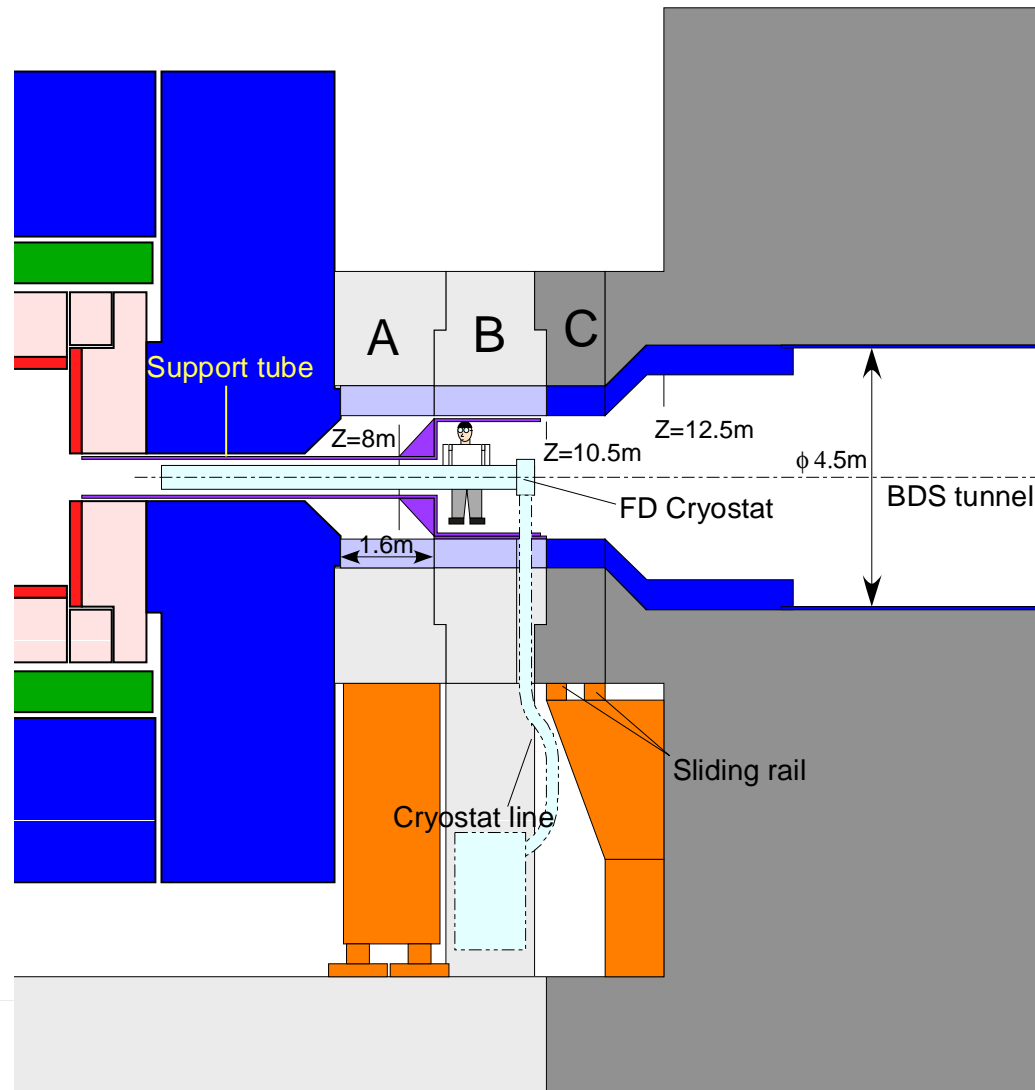 A
B
C
Support tube
Z=8m
Z=12.5m
Z=10.5m
ϕ 4.5m
BDS tunnel
FD Cryostat
1.6m
Sliding rail
Cryostat line